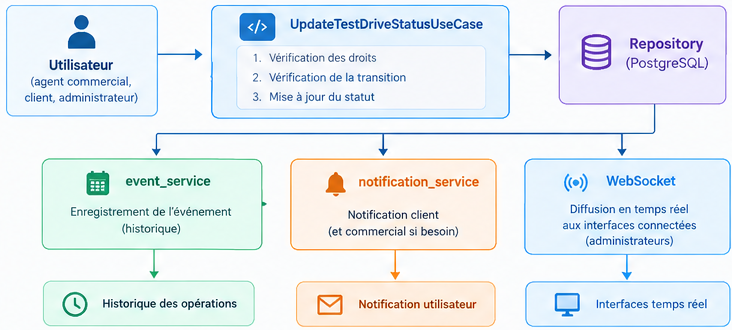 Utilisateur
(agent commercial,
client, administrateur)
</>
UpdateTestDriveStatusUseCase
1. Vérification des droits
2. Vérification de la transition
3. Mise à jour du statut
Repository
(PostgreSQL)
event_service
Enregistrement de l'événement
(historique)
notification_service
Notification client
(et commercial si besoin)
WebSocket
Diffusion en temps réel
aux interfaces connectées
(administrateurs)
Historique des opérations
Notification utilisateur
Interfaces temps réel